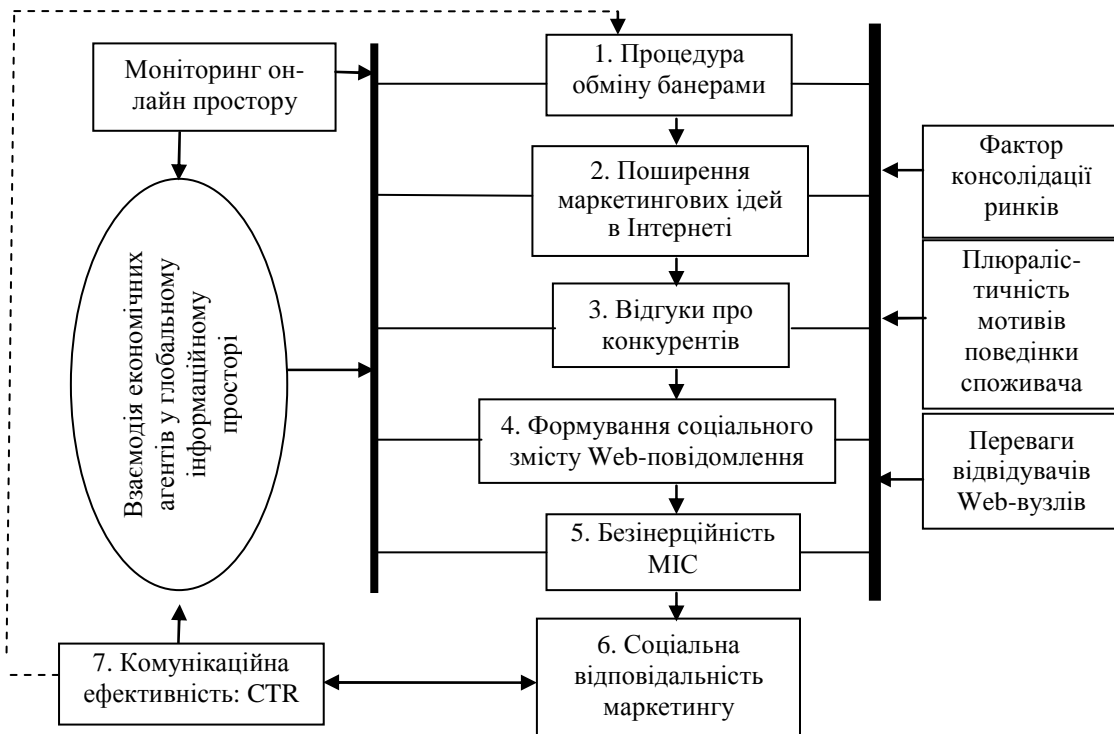 Моніторинг он-
лайн простору
1. Процедура
обміну банерами
2. Поширення
маркетингових ідей
в Інтернеті
Фактор
консолідації
ринків
Взаємодія економічних
агентів у глобальному
інформаційному
просторі
3. Відгуки про
конкурентів
Плюраліс-
тичність
мотивів
поведінки
споживача
4. Формування соціального
змісту Web-повідомлення
Переваги
відвідувачів
Web-вузлів
5. Безінерційність
МІС
6. Соціальна
відповідальність
маркетингу
7. Комунікаційна
ефективність: CTR